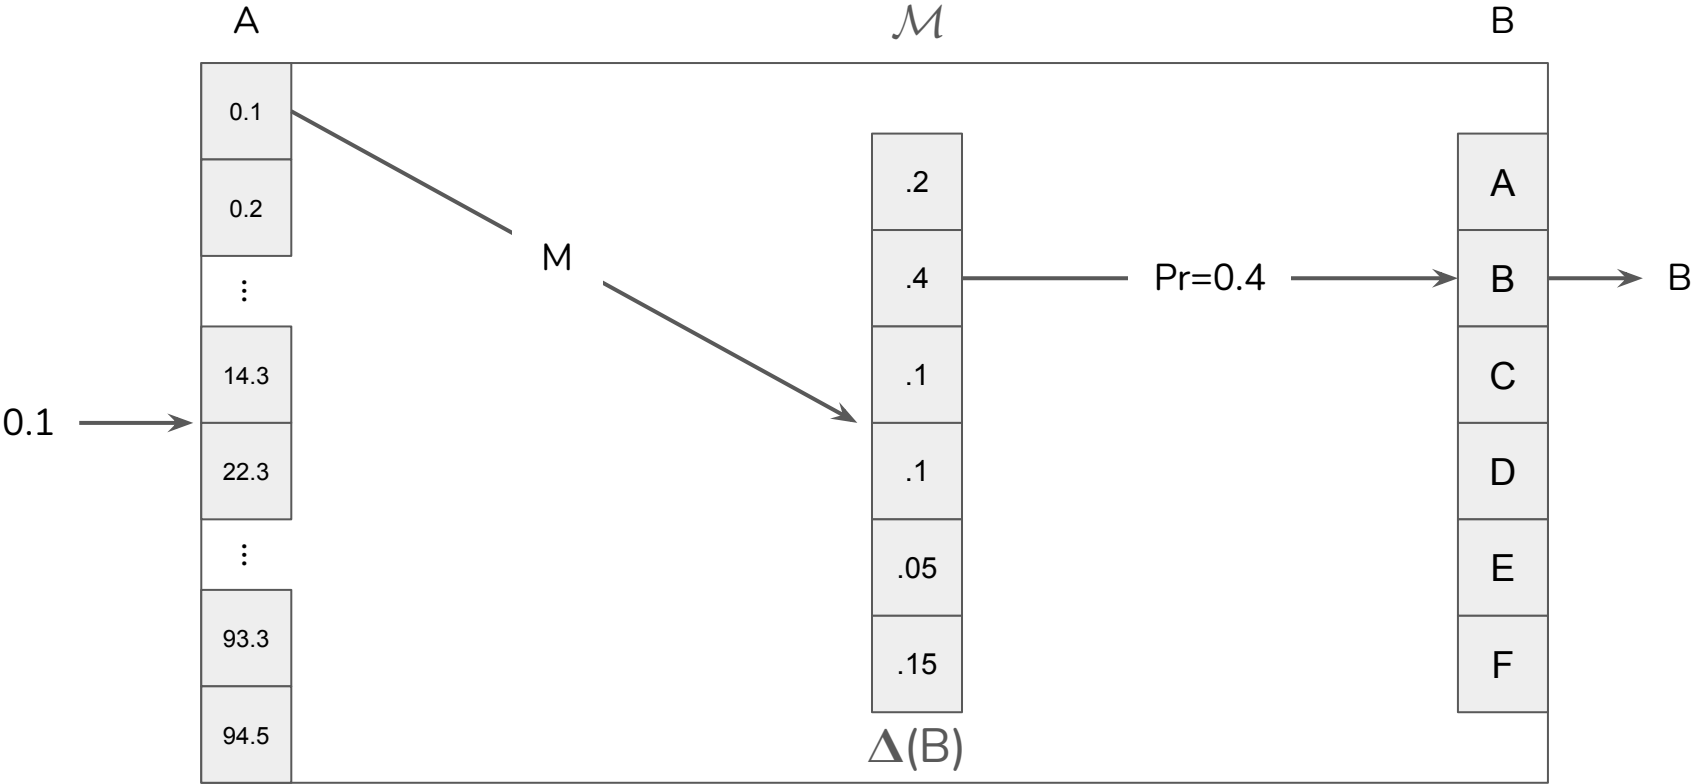 A
ℳ
B
0.1
0.2
⋮
14.3
22.3
⋮
93.3
94.5
0.1
M
.2
.4
.1
.1
.05
.15
Δ(B)
Pr=0.4
A
B
C
D
E
F
B